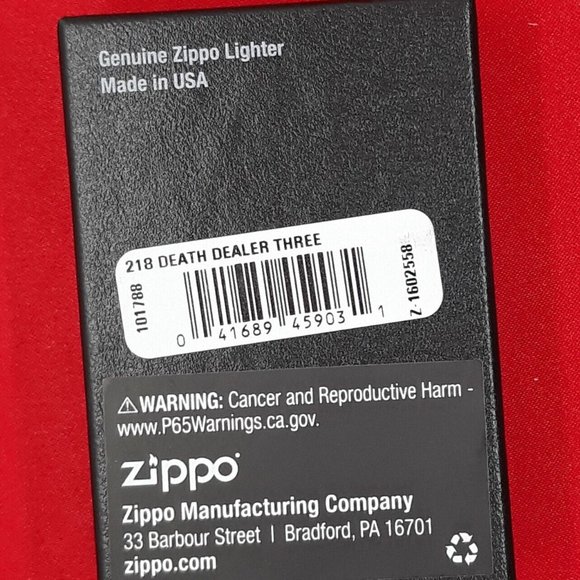 Genuine Zippo Lighter
Made in USA
218 DEATH DEALER THREE
101788
0 41689 45903 1
Z-1602558
⚠ WARNING: Cancer and Reproductive Harm -
www.P65Warnings.ca.gov.
zippo
Zippo Manufacturing Company
33 Barbour Street | Bradford, PA 16701
zippo.com